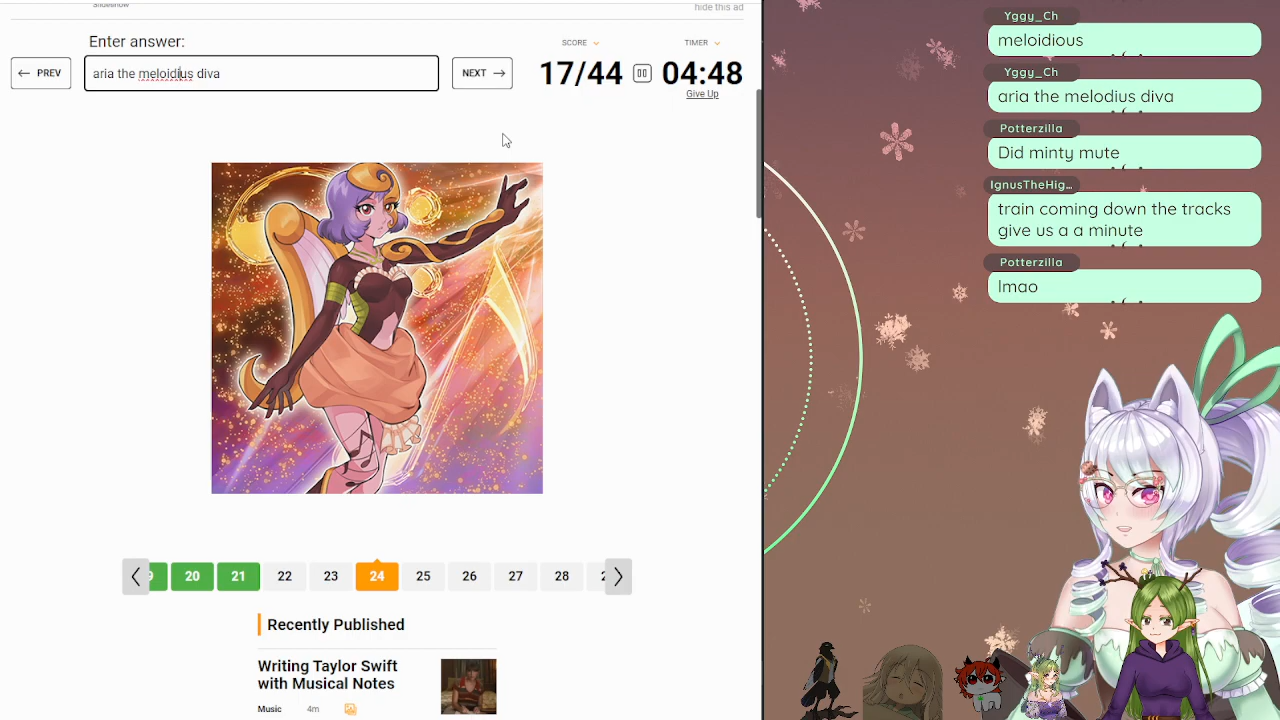 Slideshow
hide this ad
Enter answer:
← PREV
aria the meloidius diva
NEXT →
SCORE
17/44
TIMER
04:48
Give Up
20
21
22
23
24
25
26
27
28
Recently Published
Writing Taylor Swift
with Musical Notes
Music
4m
Yggy_Ch
meloidious
Yggy_Ch
aria the melodius diva
Potterzilla
Did minty mute
IgnusTheHig...
train coming down the tracks
give us a a minute
Potterzilla
lmao